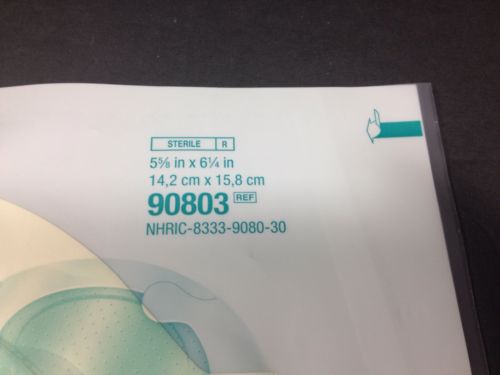 STERILE R
5⅝ in x 6¼ in
14,2 cm x 15,8 cm
90803 REF
NHRIC-8333-9080-30